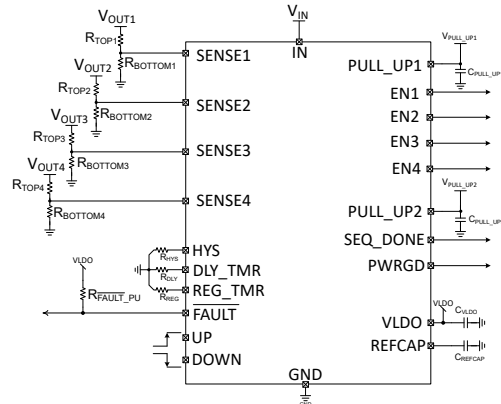 VIN
IN
VOUT1
RTOP1
RBOTTOM1
SENSE1
VOUT2
RTOP2
RBOTTOM2
SENSE2
VOUT3
RTOP3
RBOTTOM3
SENSE3
VOUT4
RTOP4
RBOTTOM4
SENSE4
RHYS
HYS
RDLY
DLY_TMR
RREG
REG_TMR
VLDO
RFAULT_PU
FAULT
UP
DOWN
GND
GND
VPULL_UP1
PULL_UP1
CPULL_UP
EN1
EN2
EN3
EN4
VPULL_UP2
PULL_UP2
CPULL_UP
SEQ_DONE
PWRGD
VLDO
VLDO
CVLDO
REFCAP
CREFCAP